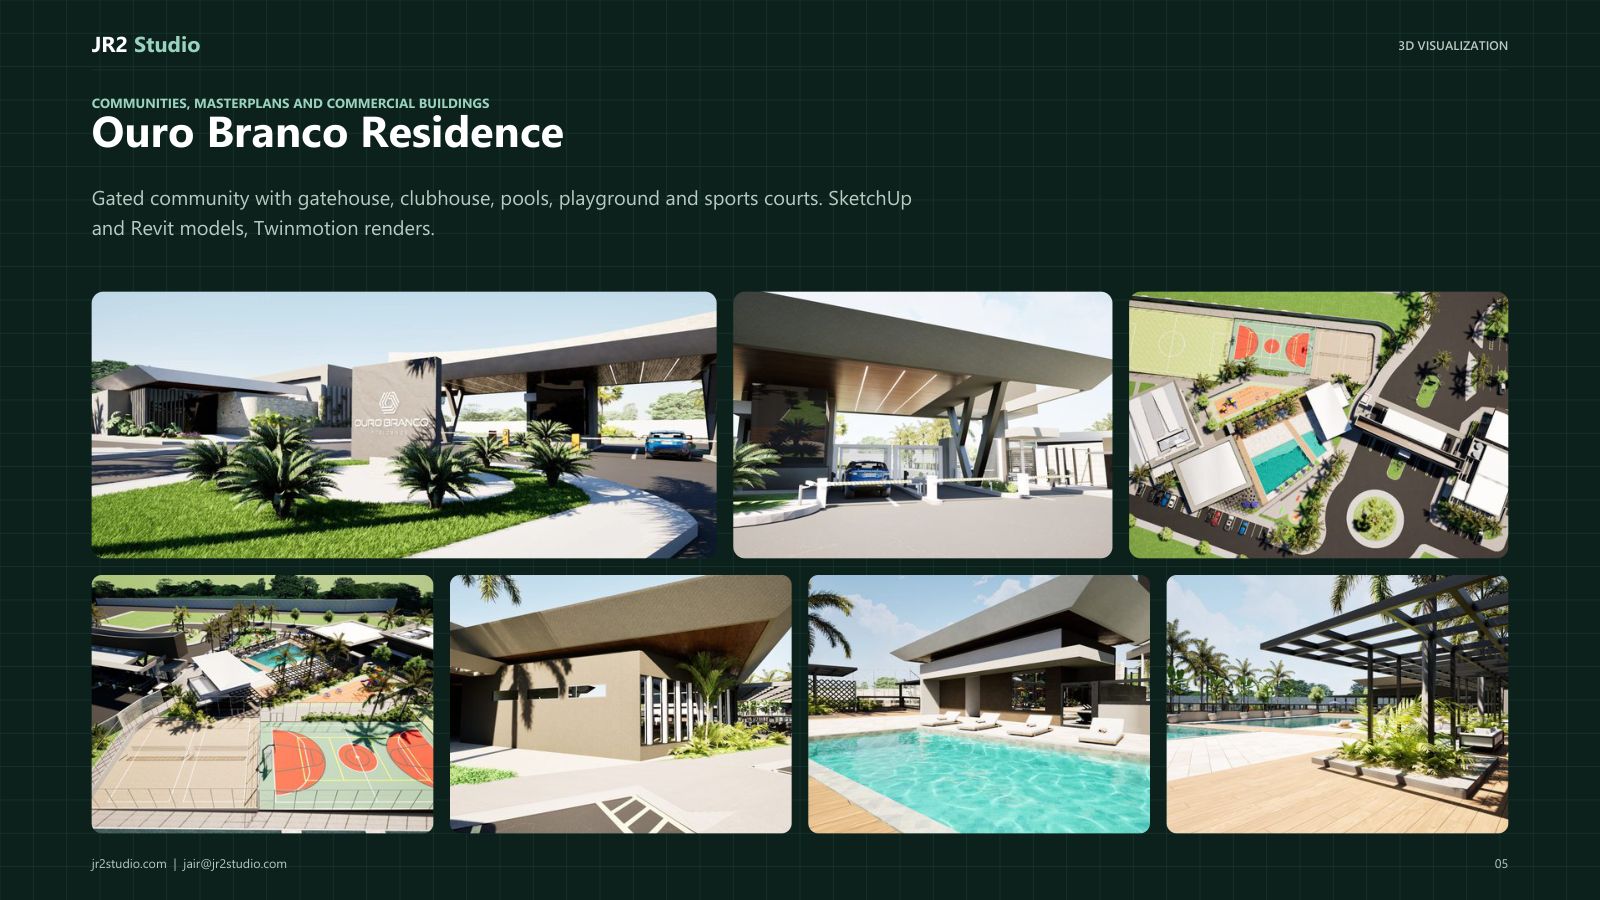 JR2 Studio
3D VISUALIZATION
COMMUNITIES, MASTERPLANS AND COMMERCIAL BUILDINGS
Ouro Branco Residence
Gated community with gatehouse, clubhouse, pools, playground and sports courts. SketchUp
and Revit models, Twinmotion renders.
OURO BRANCO
jr2studio.com | jair@jr2studio.com
05